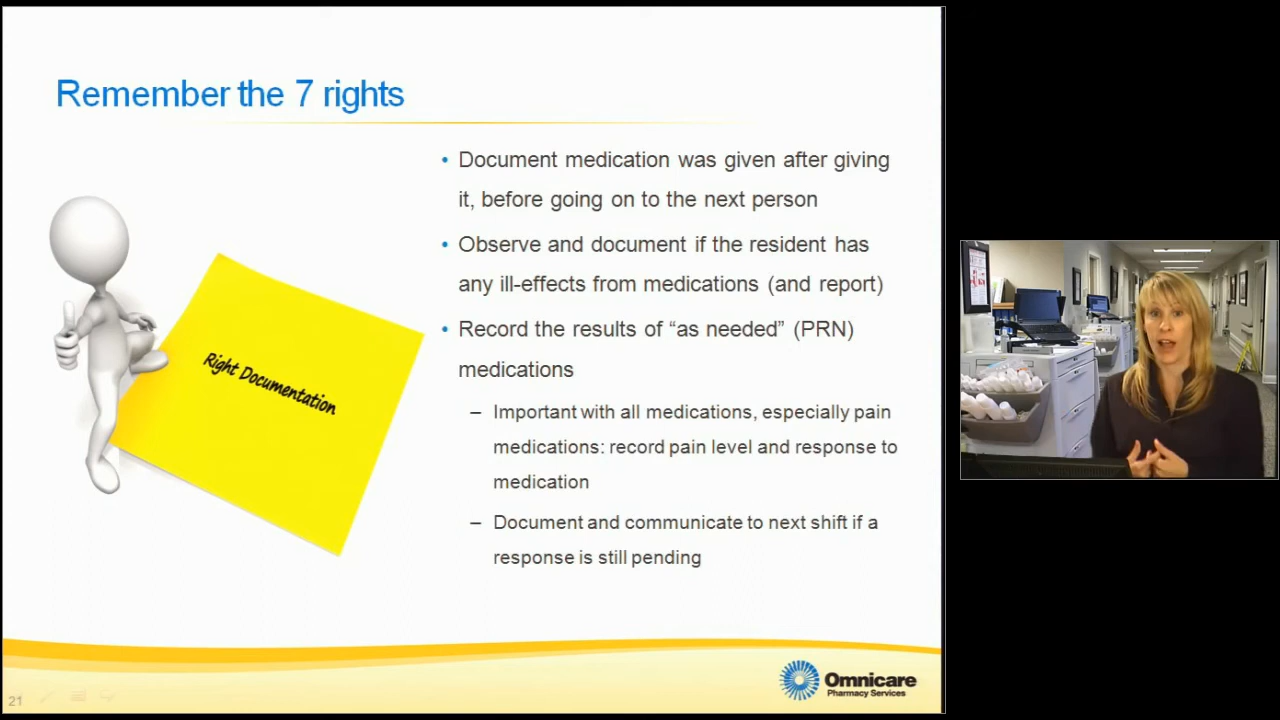 Remember the 7 rights
Right Documentation
• Document medication was given after giving
it, before going on to the next person
• Observe and document if the resident has
any ill-effects from medications (and report)
• Record the results of “as needed” (PRN)
medications
– Important with all medications, especially pain
medications: record pain level and response to
medication
– Document and communicate to next shift if a
response is still pending
21
Omnicare
Pharmacy Services